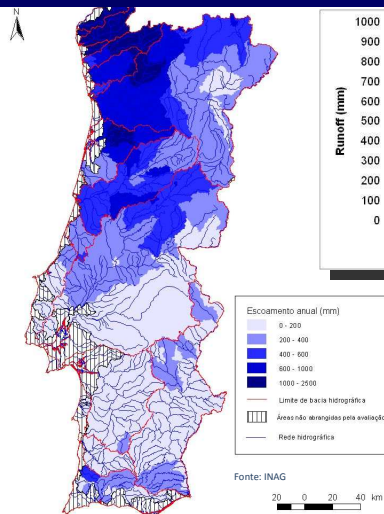 N
1000
900
800
700
600
500
400
300
200
100
0
Runoff (mm)
Escoamento anual (mm)
0 - 200
200 - 400
400 - 600
600 - 1000
1000 - 2500
Limite de bacia hidrográfica
Áreas não abrangidas pela avaliação
Rede hidrográfica
Fonte: INAG
20 0 20 40 km